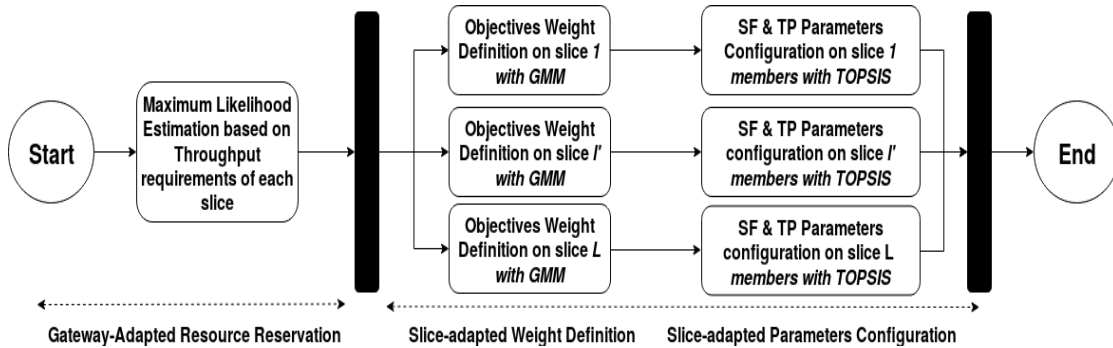 Start
Maximum Likelihood
Estimation based on
Throughput
requirements of each
slice
Objectives Weight
Definition on slice 1
with GMM
SF & TP Parameters
Configuration on slice 1
members with TOPSIS
Objectives Weight
Definition on slice l'
with GMM
SF & TP Parameters
configuration on slice l'
members with TOPSIS
Objectives Weight
Definition on slice L
with GMM
SF & TP Parameters
configuration on slice L
members with TOPSIS
End
Gateway-Adapted Resource Reservation
Slice-adapted Weight Definition
Slice-adapted Parameters Configuration